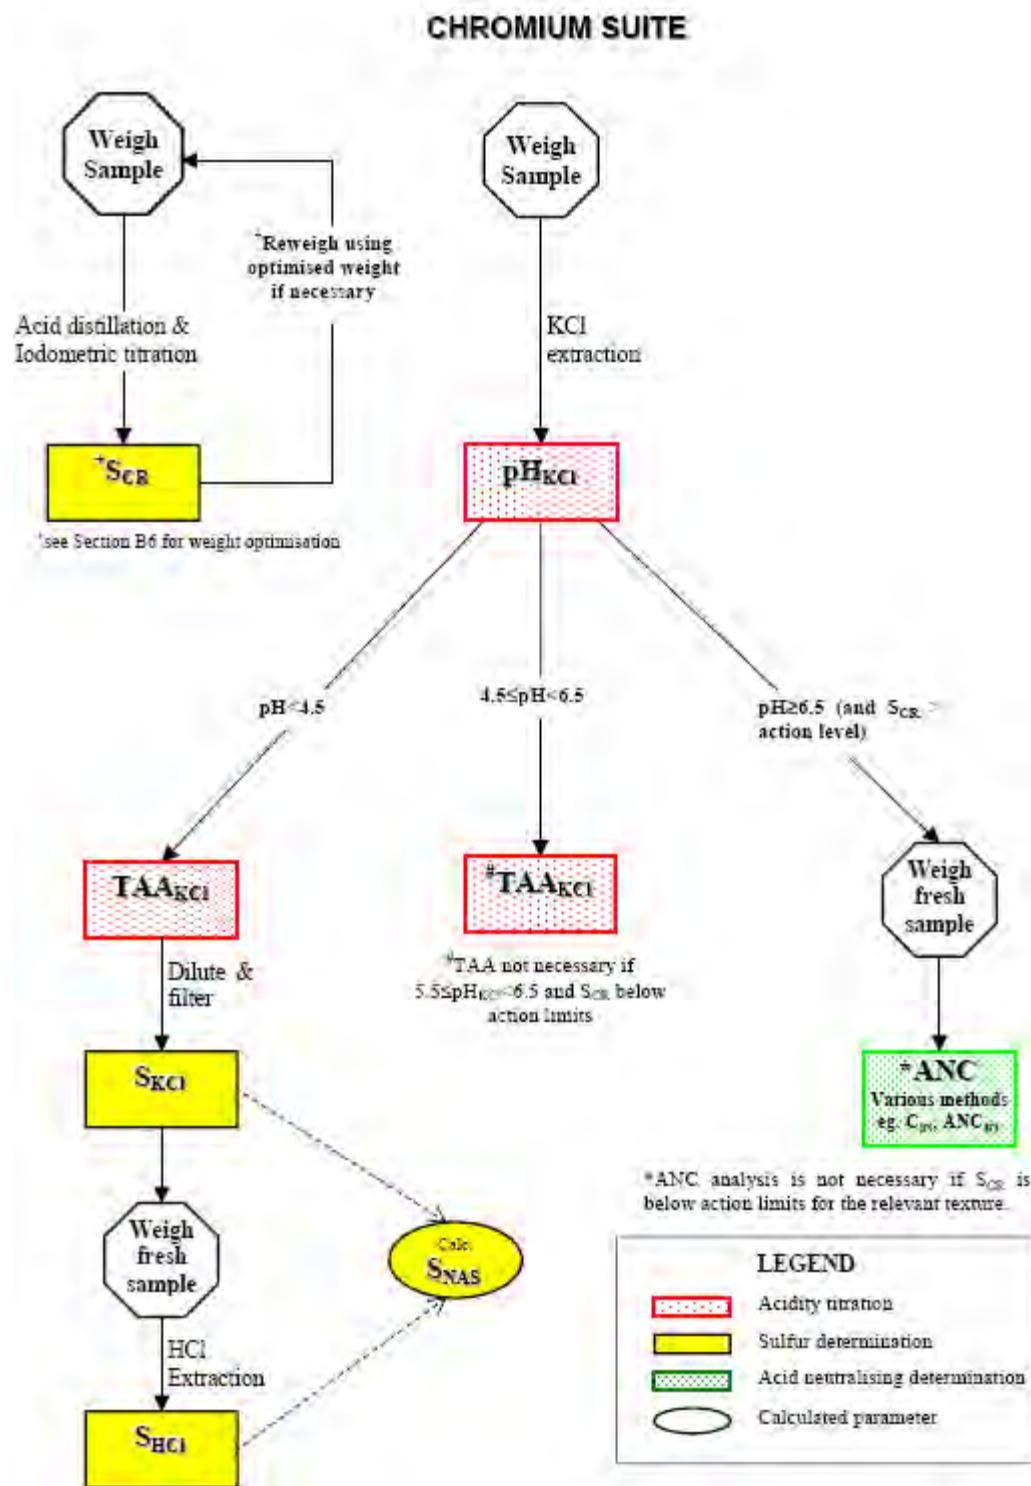 CHROMIUM SUITE
Weigh
Sample
Weigh
Sample
+Reweigh using
optimised weight
if necessary
Acid distillation &
Iodometric titration
KCl
extraction
+SCR
pHKCl
+see Section B6 for weight optimisation
pH<4.5
4.5≤pH<6.5
pH≥6.5 (and SCR >
action level)
TAAKCl
#TAAKCl
Weigh
fresh
sample
Dilute &
filter
#TAA not necessary if
5.5≤pHKCl<6.5 and SCR below
action limits
SKCl
*ANC
Various methods
eg. CIN, ANCBT
*ANC analysis is not necessary if SCR is
below action limits for the relevant texture.
Weigh
fresh
sample
Calc.
SNAS
LEGEND
Acidity titration
Sulfur determination
Acid neutralising determination
Calculated parameter
HCl
Extraction
SHCl